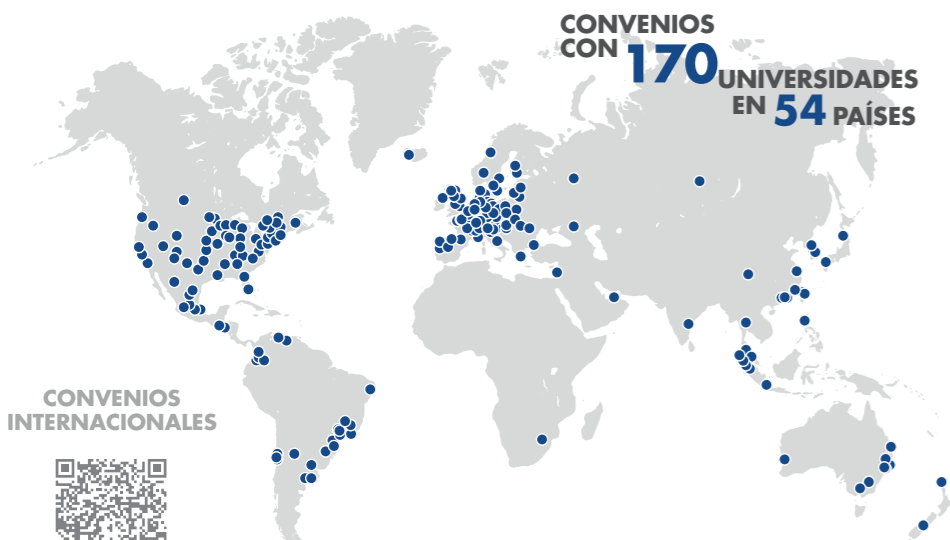 CONVENIOS
CON 170 UNIVERSIDADES
EN 54 PAÍSES
CONVENIOS
INTERNACIONALES